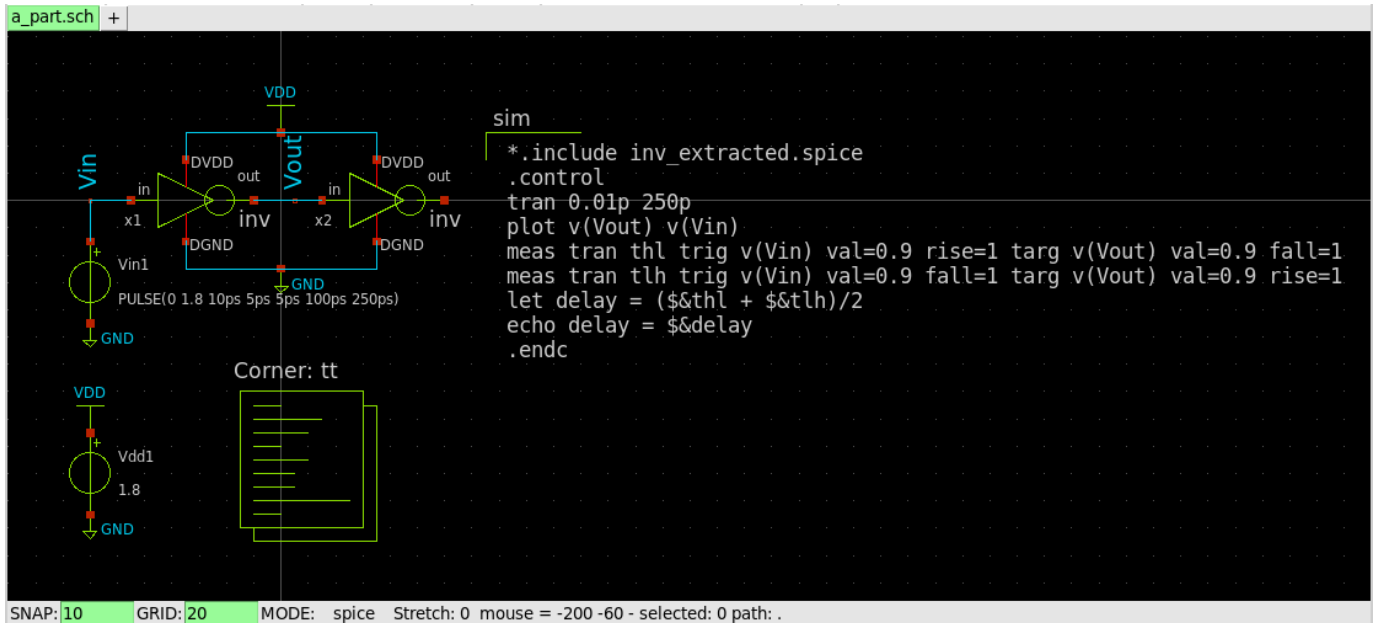 a_part.sch +
VDD
sim
*.include inv_extracted.spice
.control
tran 0.01p 250p
plot v(Vout) v(Vin)
meas tran thl trig v(Vin) val=0.9 rise=1 targ v(Vout) val=0.9 fall=1
meas tran tlh trig v(Vin) val=0.9 fall=1 targ v(Vout) val=0.9 rise=1
let delay = ($&thl + $&tlh)/2
echo delay = $&delay
.endc
Vin
Vout
DVDD
DVDD
in
out
in
out
x1
inv
x2
inv
DGND
DGND
+
Vin1
GND
PULSE(0 1.8 10ps 5ps 5ps 100ps 250ps)
GND
Corner: tt
VDD
+
Vdd1
1.8
GND
SNAP: 10 GRID: 20 MODE: spice Stretch: 0 mouse = -200 -60 - selected: 0 path: .